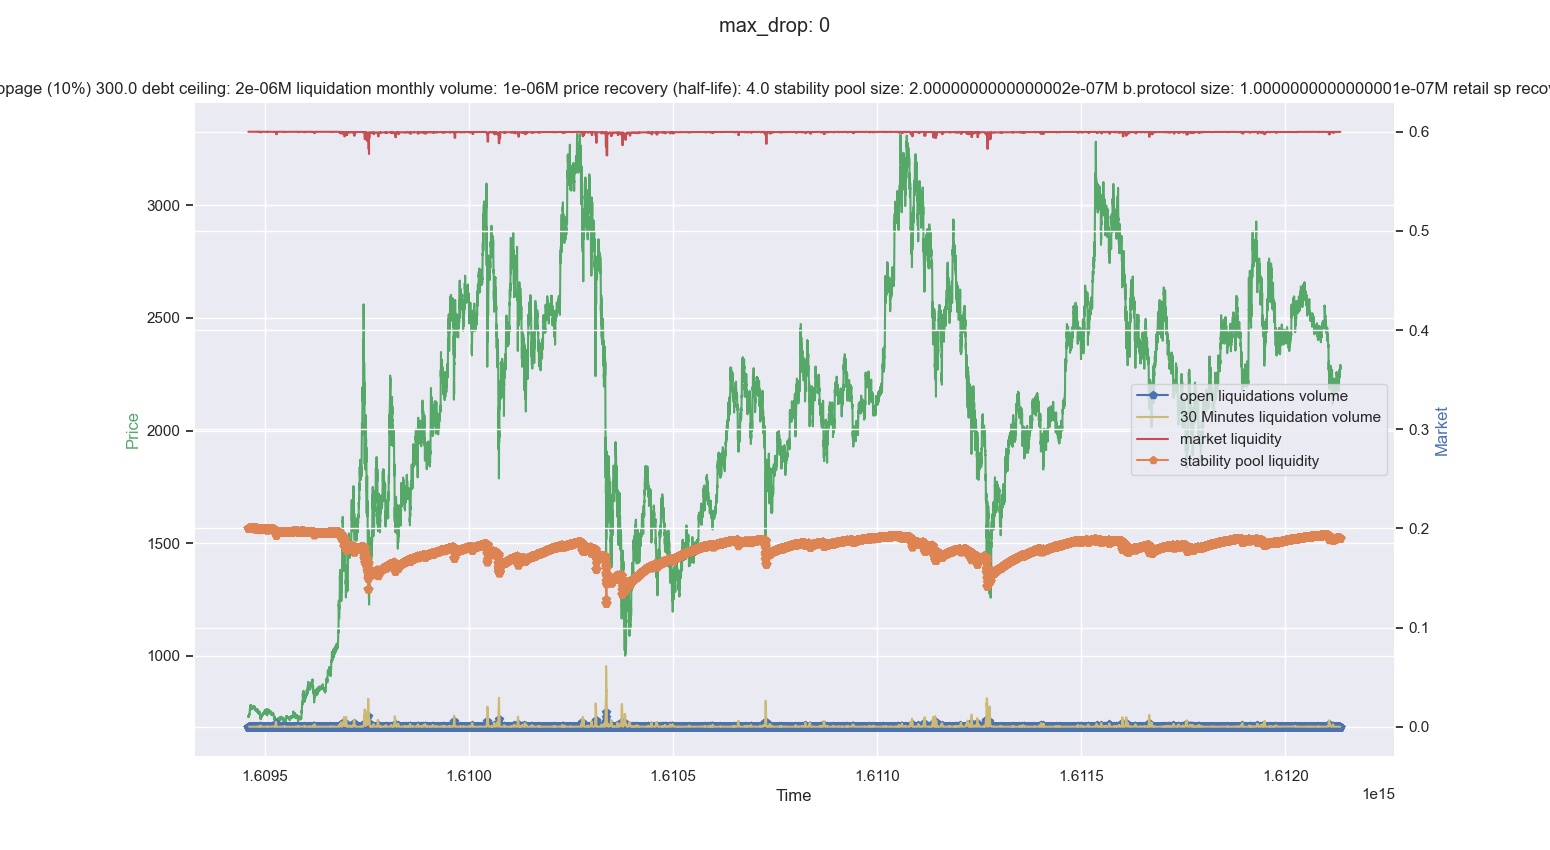 max_drop: 0
page (10%) 300.0 debt ceiling: 2e-06M liquidation monthly volume: 1e-06M price recovery (half-life): 4.0 stability pool size: 2.0000000000000002e-07M b.protocol size: 1.0000000000000001e-07M retail sp
3000
2500
2000
1500
1000
Price
0.6
0.5
0.4
0.3
0.2
0.1
0.0
Market
open liquidations volume
30 Minutes liquidation volume
market liquidity
stability pool liquidity
1.6095 1.6100 1.6105 1.6110 1.6115 1.6120
Time
1e15